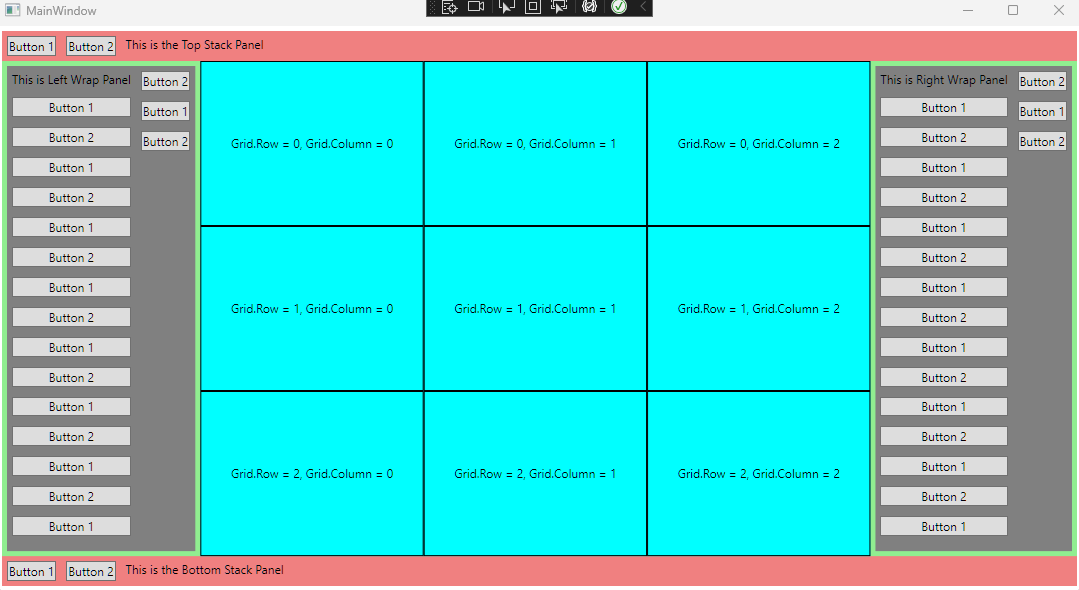 MainWindow
Button 1 Button 2 This is the Top Stack Panel
This is Left Wrap Panel
Button 1
Button 2
Button 1
Button 2
Button 1
Button 2
Button 1
Button 2
Button 1
Button 2
Button 1
Button 2
Button 1
Button 2
Button 1
Button 2
Button 1
Button 2
Grid.Row = 0, Grid.Column = 0
Grid.Row = 0, Grid.Column = 1
Grid.Row = 0, Grid.Column = 2
Grid.Row = 1, Grid.Column = 0
Grid.Row = 1, Grid.Column = 1
Grid.Row = 1, Grid.Column = 2
Grid.Row = 2, Grid.Column = 0
Grid.Row = 2, Grid.Column = 1
Grid.Row = 2, Grid.Column = 2
This is Right Wrap Panel
Button 1
Button 2
Button 1
Button 2
Button 1
Button 2
Button 1
Button 2
Button 1
Button 2
Button 1
Button 2
Button 1
Button 2
Button 1
Button 2
Button 1
Button 2
Button 1 Button 2 This is the Bottom Stack Panel